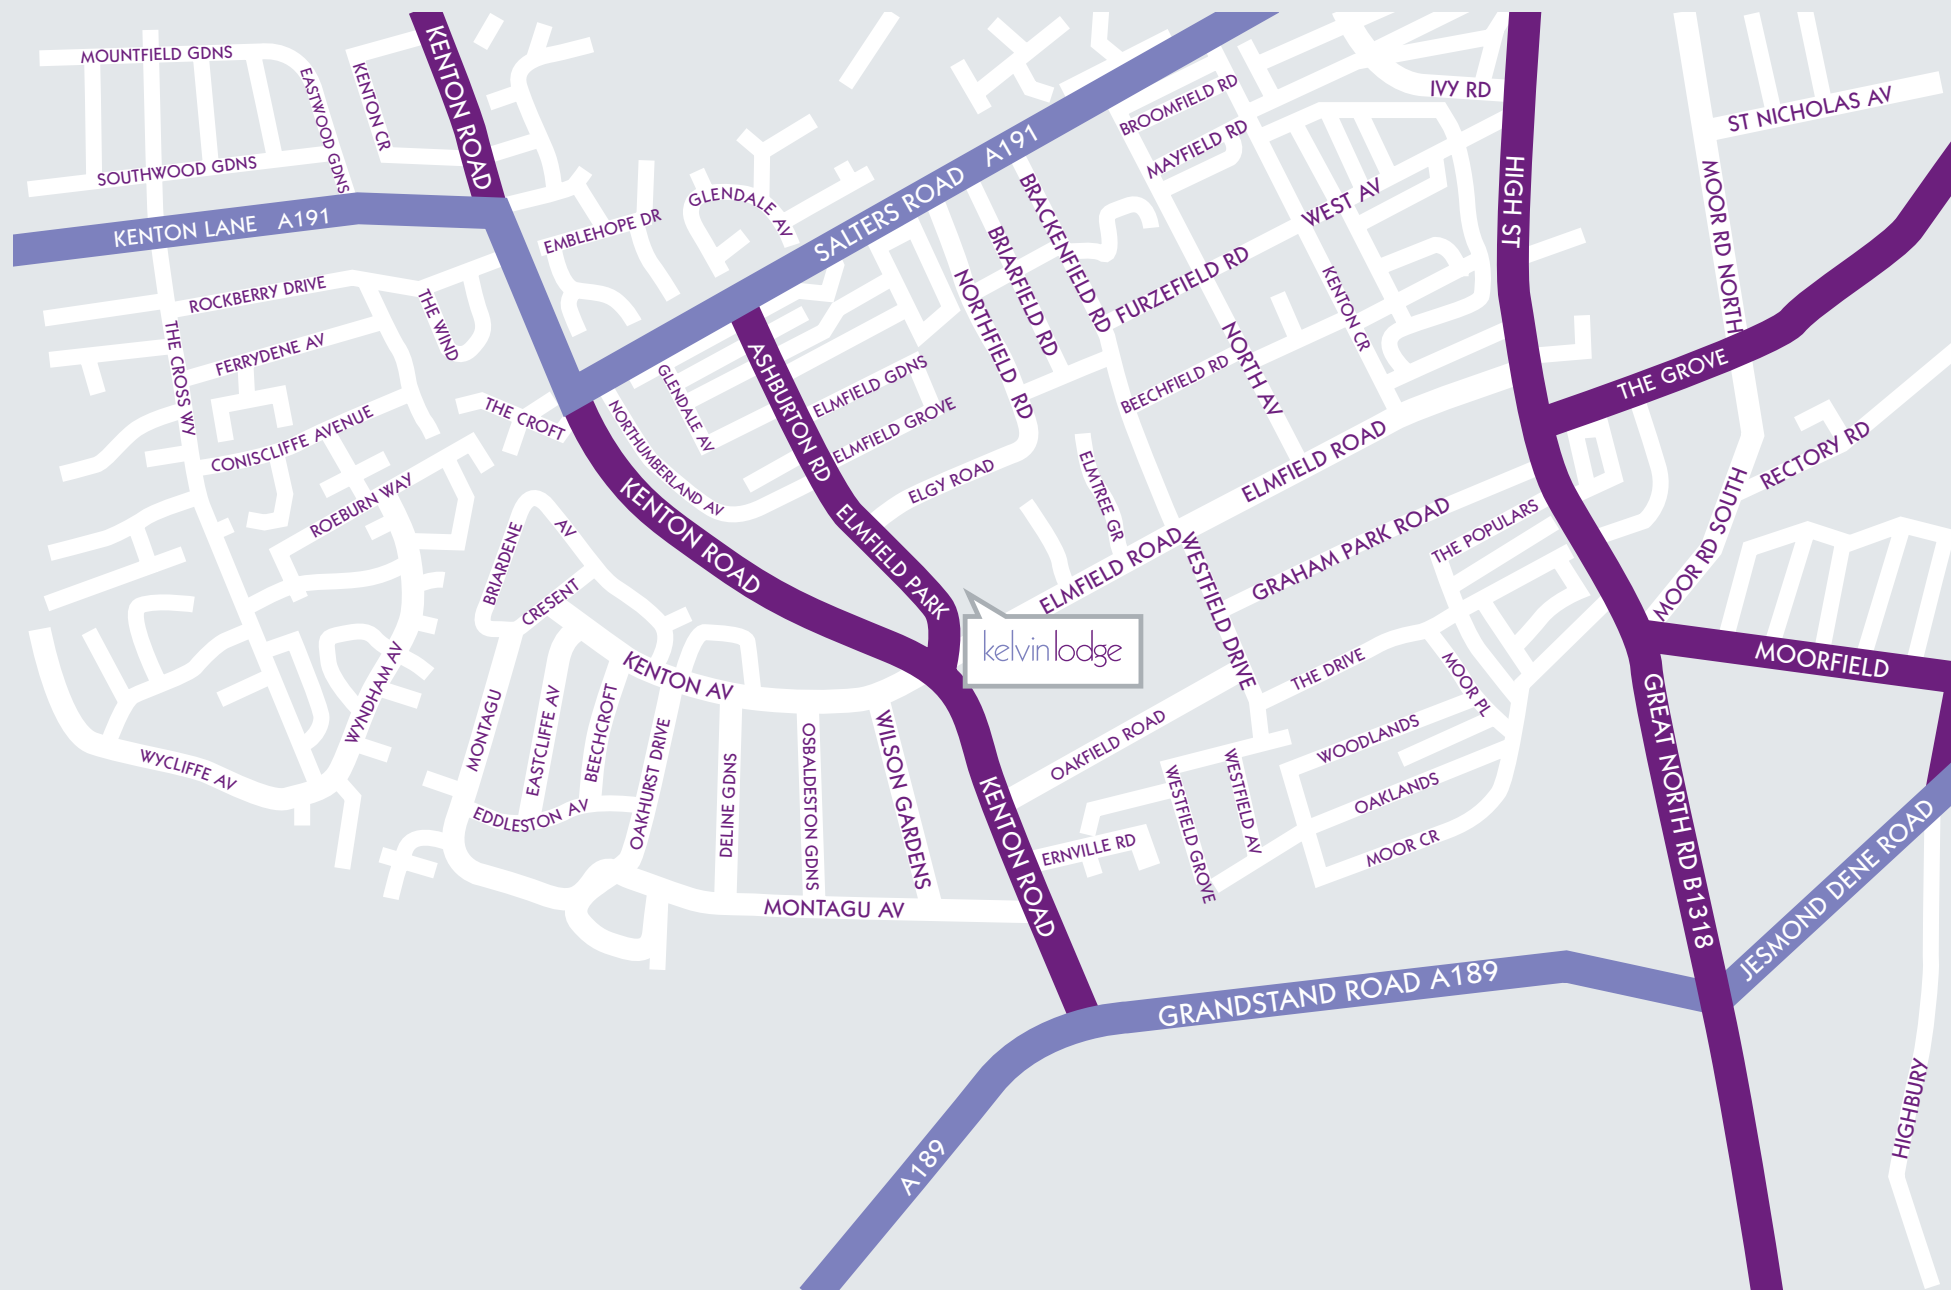 MOUNTFIELD GDNS
EASTWOOD GDNS
KENTON CR
KENTON ROAD
SOUTHWOOD GDNS
KENTON LANE A191
EMBLEHOPE DR
GLENDALE AV
SALTERS ROAD A191
BROOMFIELD RD
MAYFIELD RD
IVY RD
HIGH ST
ST NICHOLAS AV
MOOR RD NORTH
WEST AV
BRACKENFIELD RD
BRIARFIELD RD
NORTHFIELD RD
FURZEFIELD RD
KENTON CR
NORTH AV
BEECHFIELD RD
ROCKBERRY DRIVE
THE WIND
THE CROSS WY
FERRYDENE AV
CONISCLIFFE AVENUE
THE CROFT
ROEBURN WAY
NORTHUMBERLAND AV
GLENDALE AV
ASHBURTON RD
ELMFIELD GDNS
ELMFIELD GROVE
ELGY ROAD
ELMTREE GR
ELMFIELD ROAD
THE GROVE
RECTORY RD
MOOR RD SOUTH
KENTON ROAD
ELMFIELD PARK
ELMFIELD ROAD
GRAHAM PARK ROAD
THE POPULARS
BRIARDENE
AV
CRESENT
WESTFIELD DRIVE
kelvinlodge
THE DRIVE
MOOR PL
MOORFIELD
KENTON AV
WYNDHAM AV
WYCLIFFE AV
MONTAGU
EASTCLIFFE AV
BEECHCROFT
OAKHURST DRIVE
EDDLESTON AV
DELINE GDNS
OSBALDESTON GDNS
WILSON GARDENS
MONTAGU AV
KENTON ROAD
OAKFIELD ROAD
ERNVILLE RD
WESTFIELD GROVE
WESTFIELD AV
WOODLANDS
OAKLANDS
MOOR CR
GREAT NORTH RD B1318
JESMOND DENE ROAD
GRANDSTAND ROAD A189
A189
HIGHBURY